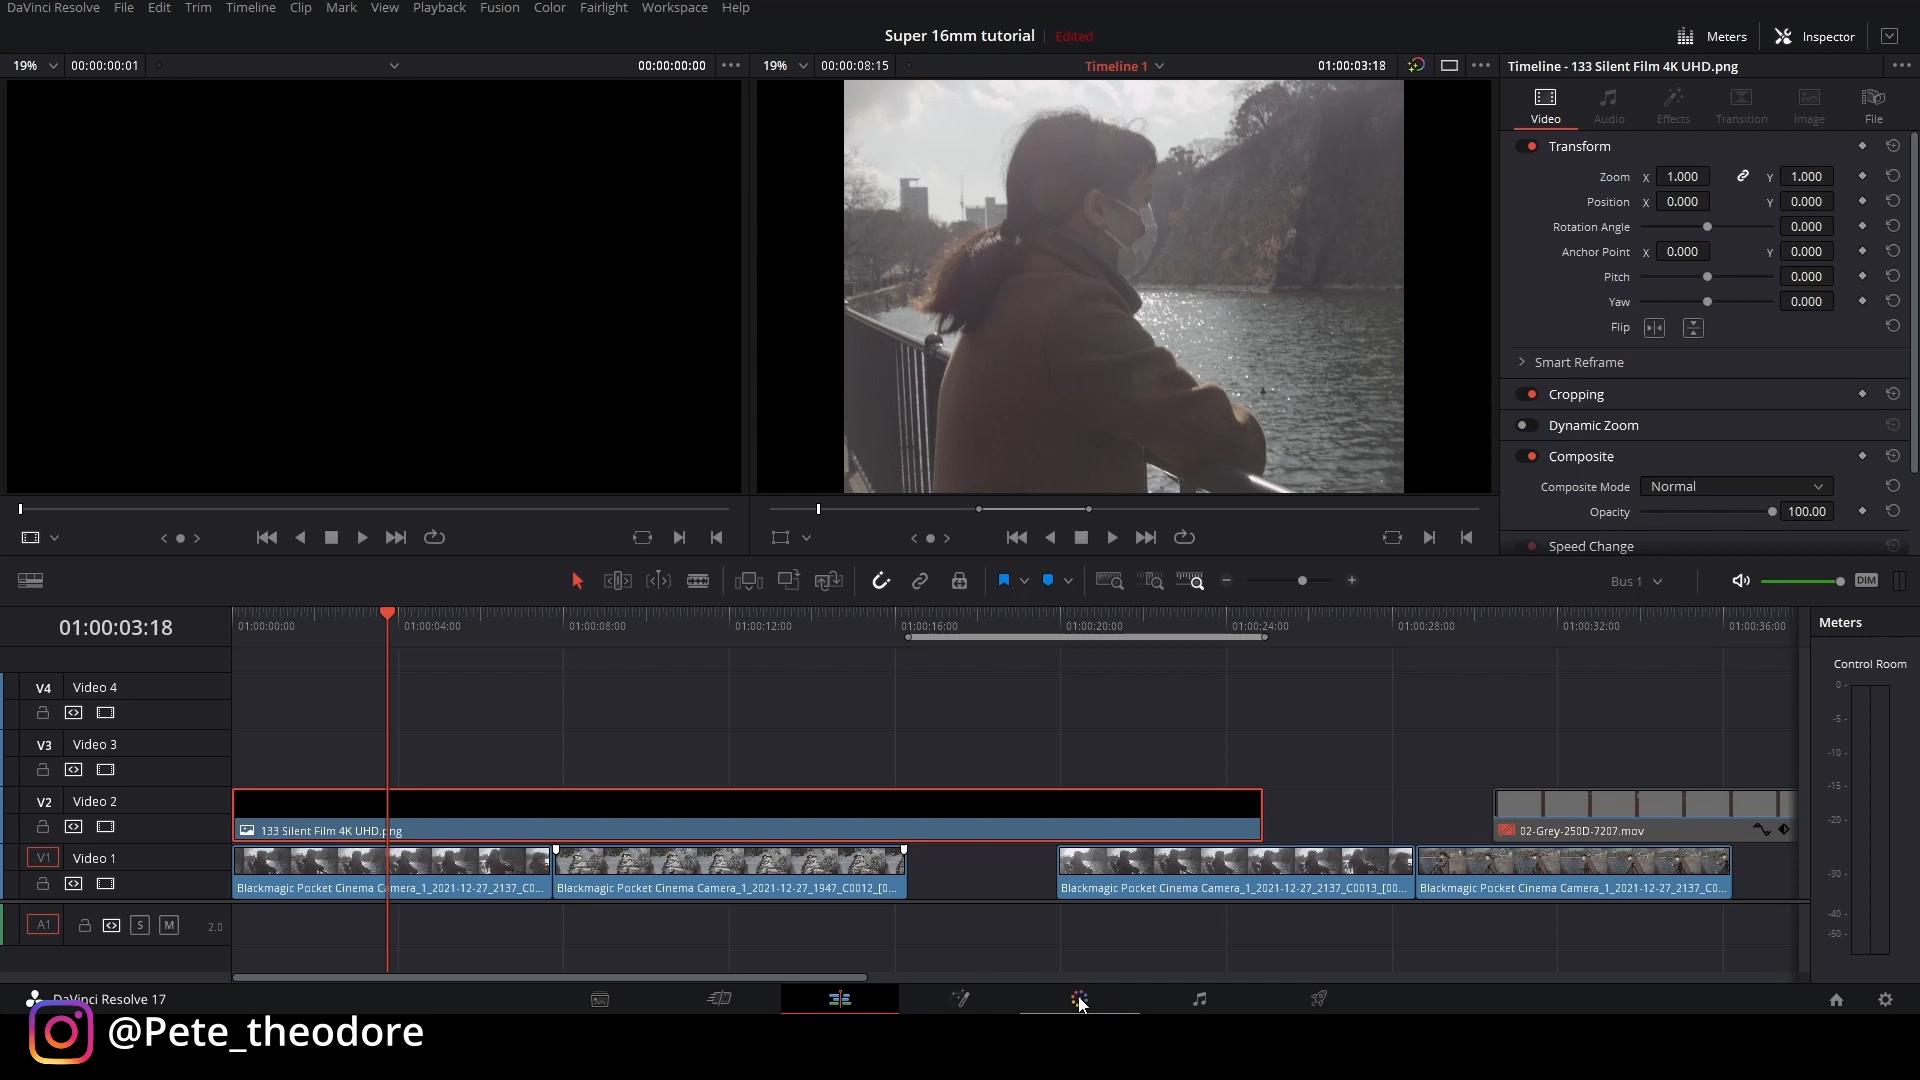 DaVinci Resolve File Edit Trim Timeline Clip Mark View Playback Fusion Color Fairlight Workspace Help
Super 16mm tutorial Edited
Meters Inspector
19% 00:00:00:01 00:00:00:00
19% 00:00:08:15 Timeline 1 01:00:03:18
Timeline - 133 Silent Film 4K UHD.png
Video Audio Effects Transition Image File
Transform
Zoom X 1.000 Y 1.000
Position X 0.000 Y 0.000
Rotation Angle 0.000
Anchor Point X 0.000 Y 0.000
Pitch 0.000
Yaw 0.000
Flip
Smart Reframe
Cropping
Dynamic Zoom
Composite
Composite Mode Normal
Opacity 100.00
Speed Change
Bus 1 DIM
01:00:03:18
01:00:00:00 01:00:04:00 01:00:08:00 01:00:12:00 01:00:16:00 01:00:20:00 01:00:24:00 01:00:28:00 01:00:32:00 01:00:36:00
Meters
Control Room
0
-5
-10
-15
-20
-30
-40
-50
V4 Video 4
V3 Video 3
V2 Video 2
133 Silent Film 4K UHD.png
02-Grey-250D-7207.mov
V1 Video 1
Blackmagic Pocket Cinema Camera_1_2021-12-27_2137_C0...
Blackmagic Pocket Cinema Camera_1_2021-12-27_1947_C0012_[0...
Blackmagic Pocket Cinema Camera_1_2021-12-27_2137_C0013_[00...
Blackmagic Pocket Cinema Camera_1_2021-12-27_2137_C0...
A1 S M 2.0
DaVinci Resolve 17
@Pete_theodore